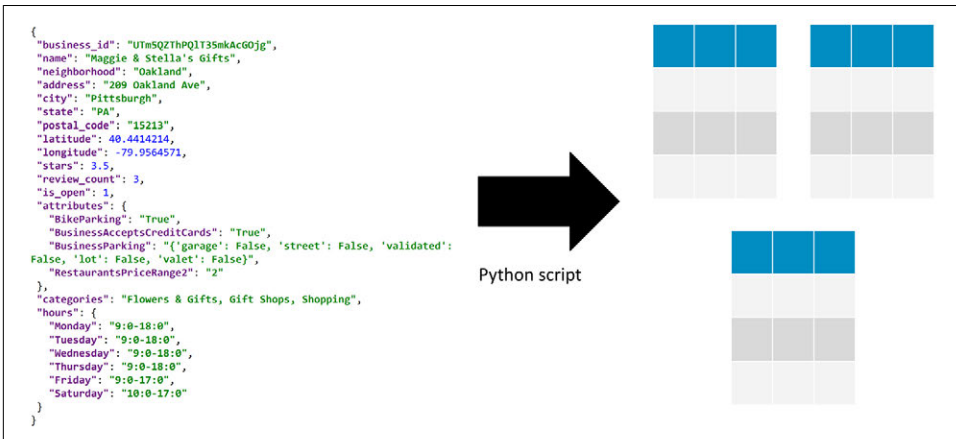 {
"business_id": "UTm5QZThPQlT35mkAcGOjg",
"name": "Maggie & Stella's Gifts",
"neighborhood": "Oakland",
"address": "209 Oakland Ave",
"city": "Pittsburgh",
"state": "PA",
"postal_code": "15213",
"latitude": 40.4414214,
"longitude": -79.9564571,
"stars": 3.5,
"review_count": 3,
"is_open": 1,
"attributes": {
"BikeParking": "True",
"BusinessAcceptsCreditCards": "True",
"BusinessParking": "{'garage': False, 'street': False, 'validated':
False, 'lot': False, 'valet': False}",
"RestaurantsPriceRange2": "2"
},
"categories": "Flowers & Gifts, Gift Shops, Shopping",
"hours": {
"Monday": "9:0-18:0",
"Tuesday": "9:0-18:0",
"Wednesday": "9:0-18:0",
"Thursday": "9:0-18:0",
"Friday": "9:0-17:0",
"Saturday": "10:0-17:0"
}
}
Python script